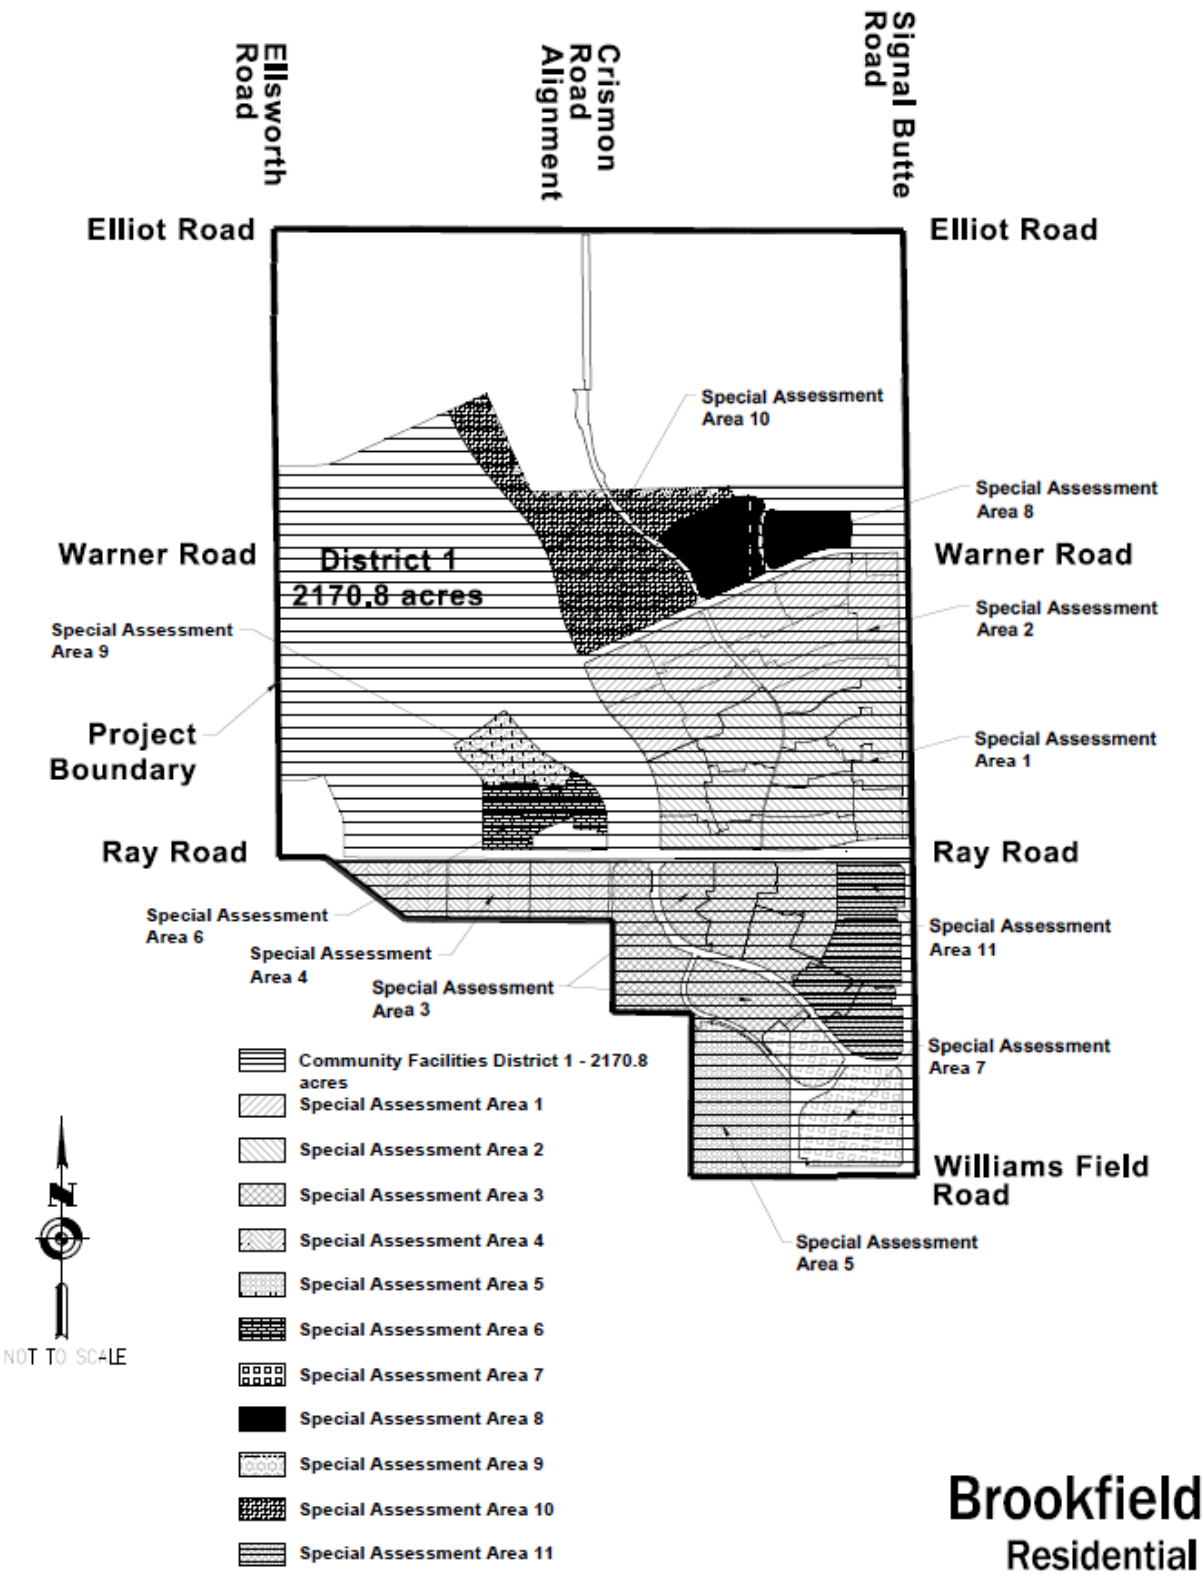 Ellsworth
Road
Crismon
Road
Alignment
Signal Butte
Road
Elliot Road
Elliot Road
Special Assessment
Area 10
Special Assessment
Area 8
Warner Road
District 1
2170.8 acres
Warner Road
Special Assessment
Area 9
Special Assessment
Area 2
Project
Boundary
Special Assessment
Area 1
Ray Road
Ray Road
Special Assessment
Area 6
Special Assessment
Area 4
Special Assessment
Area 3
Special Assessment
Area 11
Special Assessment
Area 7
Williams Field
Road
Special Assessment
Area 5
Community Facilities District 1 - 2170.8
acres
Special Assessment Area 1
Special Assessment Area 2
Special Assessment Area 3
Special Assessment Area 4
Special Assessment Area 5
Special Assessment Area 6
Special Assessment Area 7
Special Assessment Area 8
Special Assessment Area 9
Special Assessment Area 10
Special Assessment Area 11
N
NOT TO SCALE
Brookfield
Residential